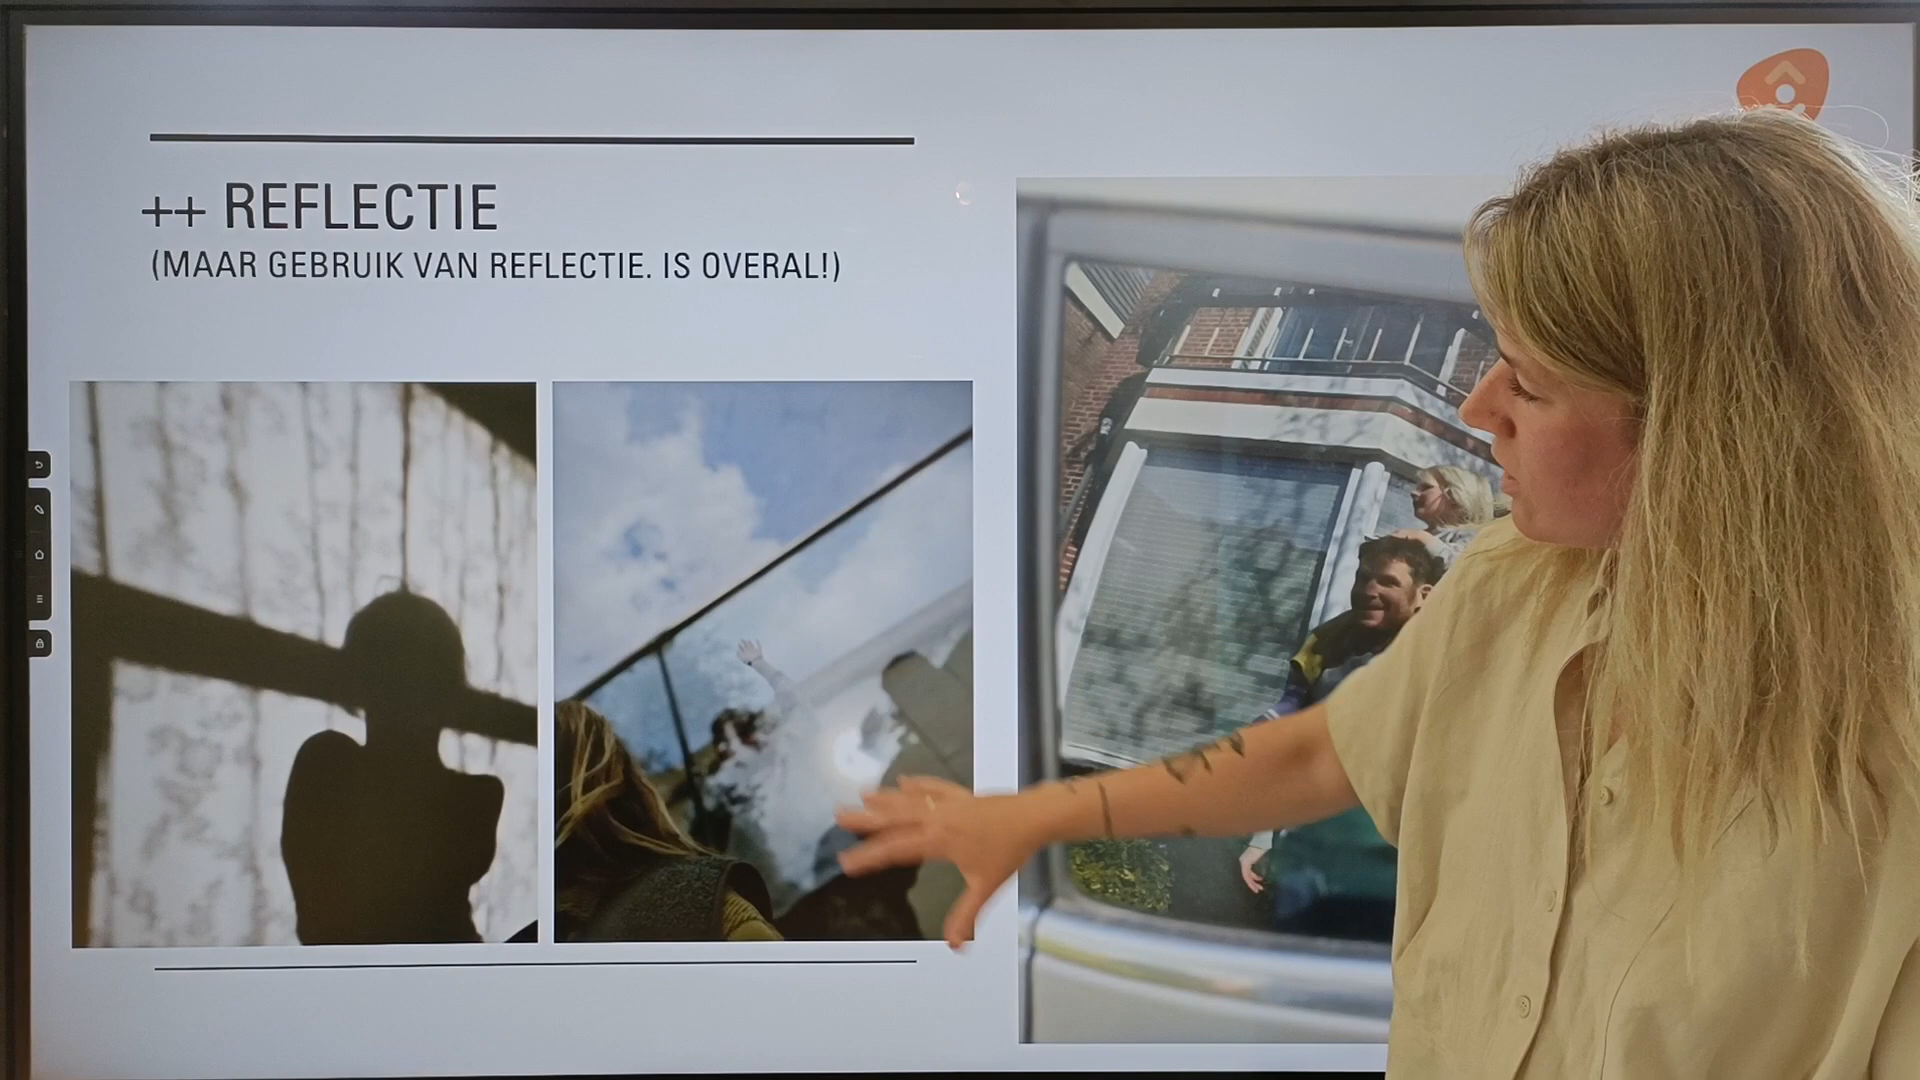 ++ REFLECTIE
(MAAR GEBRUIK VAN REFLECTIE. IS OVERAL!)